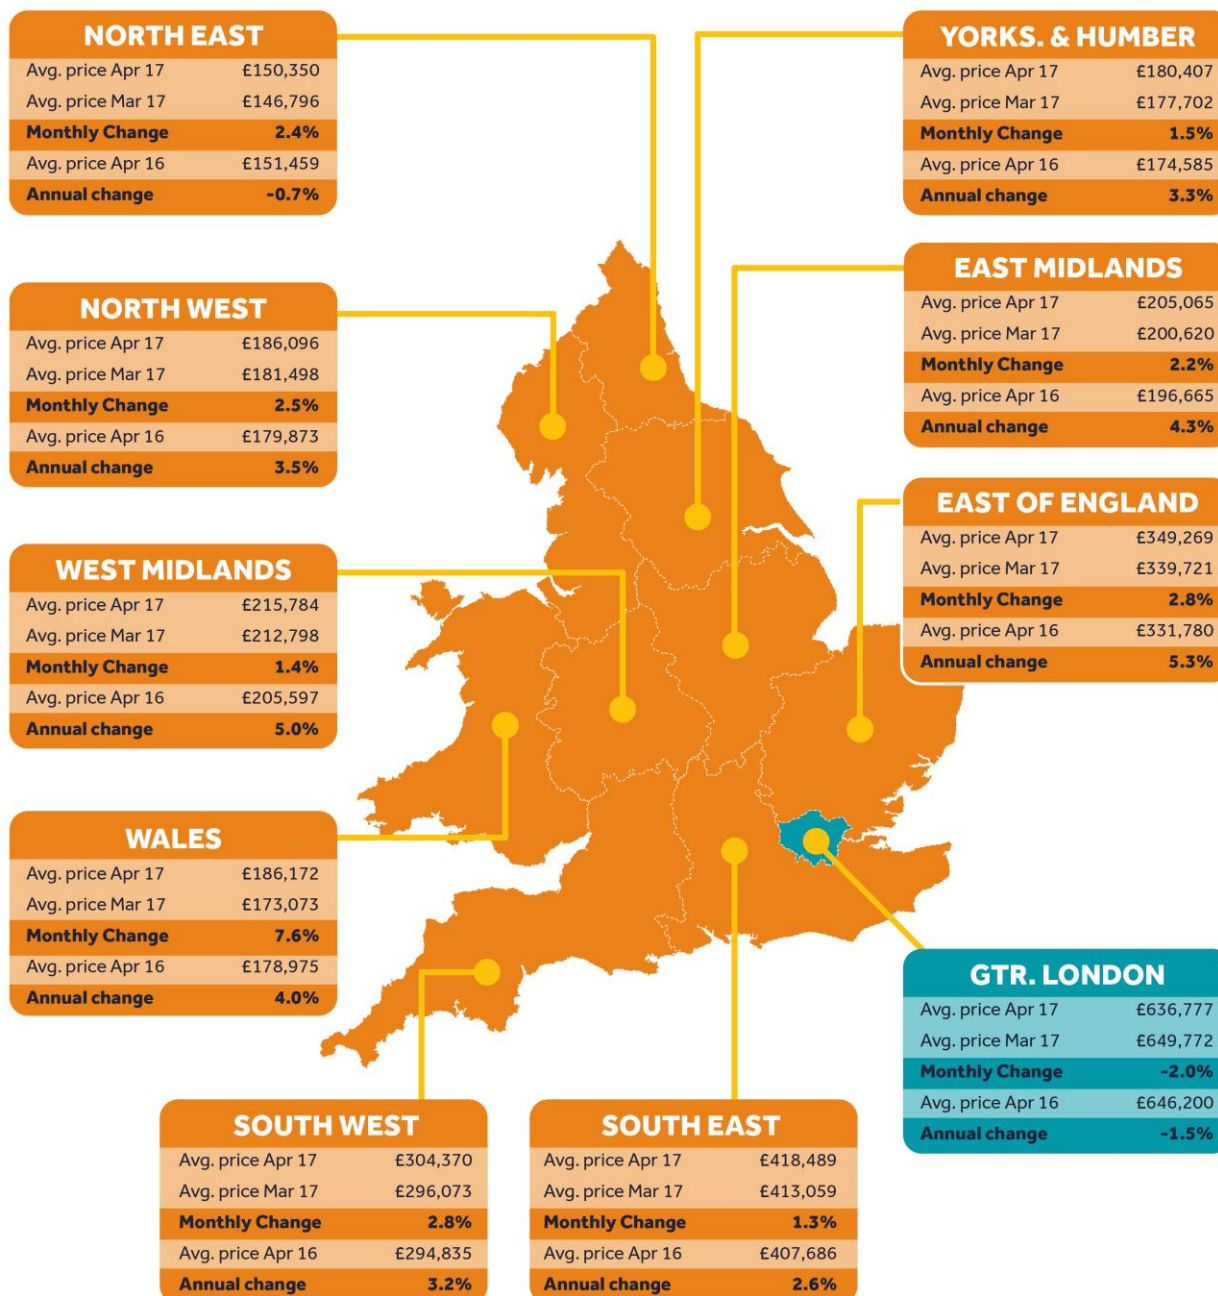 NORTH EAST
Avg. price Apr 17 £150,350
Avg. price Mar 17 £146,796
Monthly Change 2.4%
Avg. price Apr 16 £151,459
Annual change -0.7%
YORKS. & HUMBER
Avg. price Apr 17 £180,407
Avg. price Mar 17 £177,702
Monthly Change 1.5%
Avg. price Apr 16 £174,585
Annual change 3.3%
NORTH WEST
Avg. price Apr 17 £186,096
Avg. price Mar 17 £181,498
Monthly Change 2.5%
Avg. price Apr 16 £179,873
Annual change 3.5%
EAST MIDLANDS
Avg. price Apr 17 £205,065
Avg. price Mar 17 £200,620
Monthly Change 2.2%
Avg. price Apr 16 £196,665
Annual change 4.3%
WEST MIDLANDS
Avg. price Apr 17 £215,784
Avg. price Mar 17 £212,798
Monthly Change 1.4%
Avg. price Apr 16 £205,597
Annual change 5.0%
EAST OF ENGLAND
Avg. price Apr 17 £349,269
Avg. price Mar 17 £339,721
Monthly Change 2.8%
Avg. price Apr 16 £331,780
Annual change 5.3%
WALES
Avg. price Apr 17 £186,172
Avg. price Mar 17 £173,073
Monthly Change 7.6%
Avg. price Apr 16 £178,975
Annual change 4.0%
GTR. LONDON
Avg. price Apr 17 £636,777
Avg. price Mar 17 £649,772
Monthly Change -2.0%
Avg. price Apr 16 £646,200
Annual change -1.5%
SOUTH WEST
Avg. price Apr 17 £304,370
Avg. price Mar 17 £296,073
Monthly Change 2.8%
Avg. price Apr 16 £294,835
Annual change 3.2%
SOUTH EAST
Avg. price Apr 17 £418,489
Avg. price Mar 17 £413,059
Monthly Change 1.3%
Avg. price Apr 16 £407,686
Annual change 2.6%